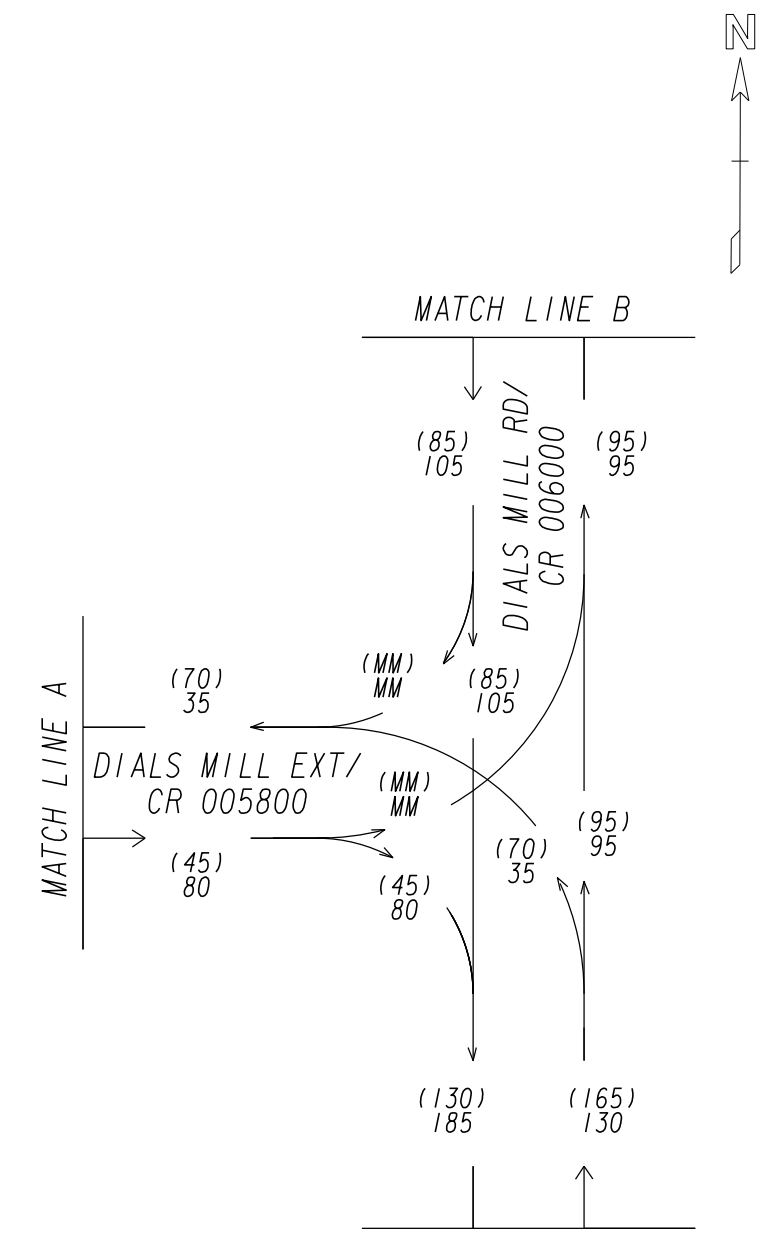 N
MATCH LINE B
DIALS MILL RD/
CR 006000
(85)
105
(95)
95
(MM)
MM
(85)
105
(70)
35
MATCH LINE A
DIALS MILL EXT/
CR 005800
(MM)
MM
(95)
95
(70)
35
(45)
80
(45)
80
(130)
185
(165)
130